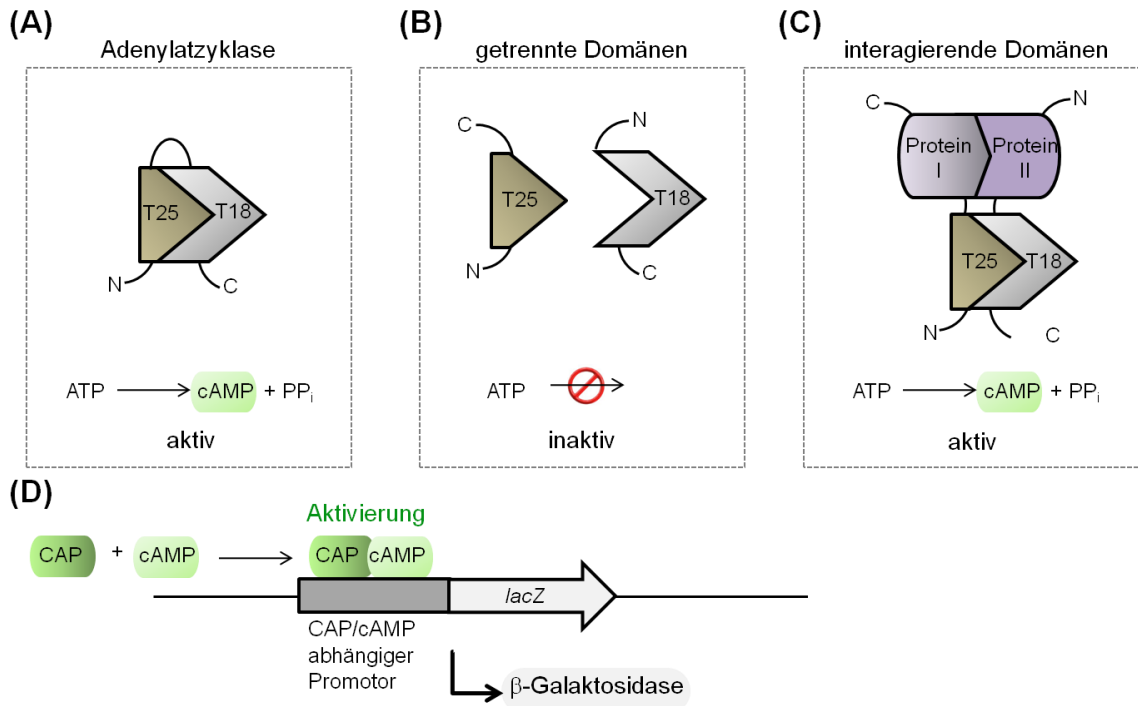 (A)
Adenylatzyklase
T25
T18
N
C
ATP
cAMP
+ PPi
aktiv
(B)
getrennte Domänen
C
N
T25
T18
N
C
ATP
inaktiv
(C)
interagierende Domänen
C
N
Protein
I
Protein
II
T25
T18
N
C
ATP
cAMP
+ PPi
aktiv
(D)
Aktivierung
CAP
+
cAMP
CAP
cAMP
lacZ
CAP/cAMP
abhängiger
Promotor
β-Galaktosidase